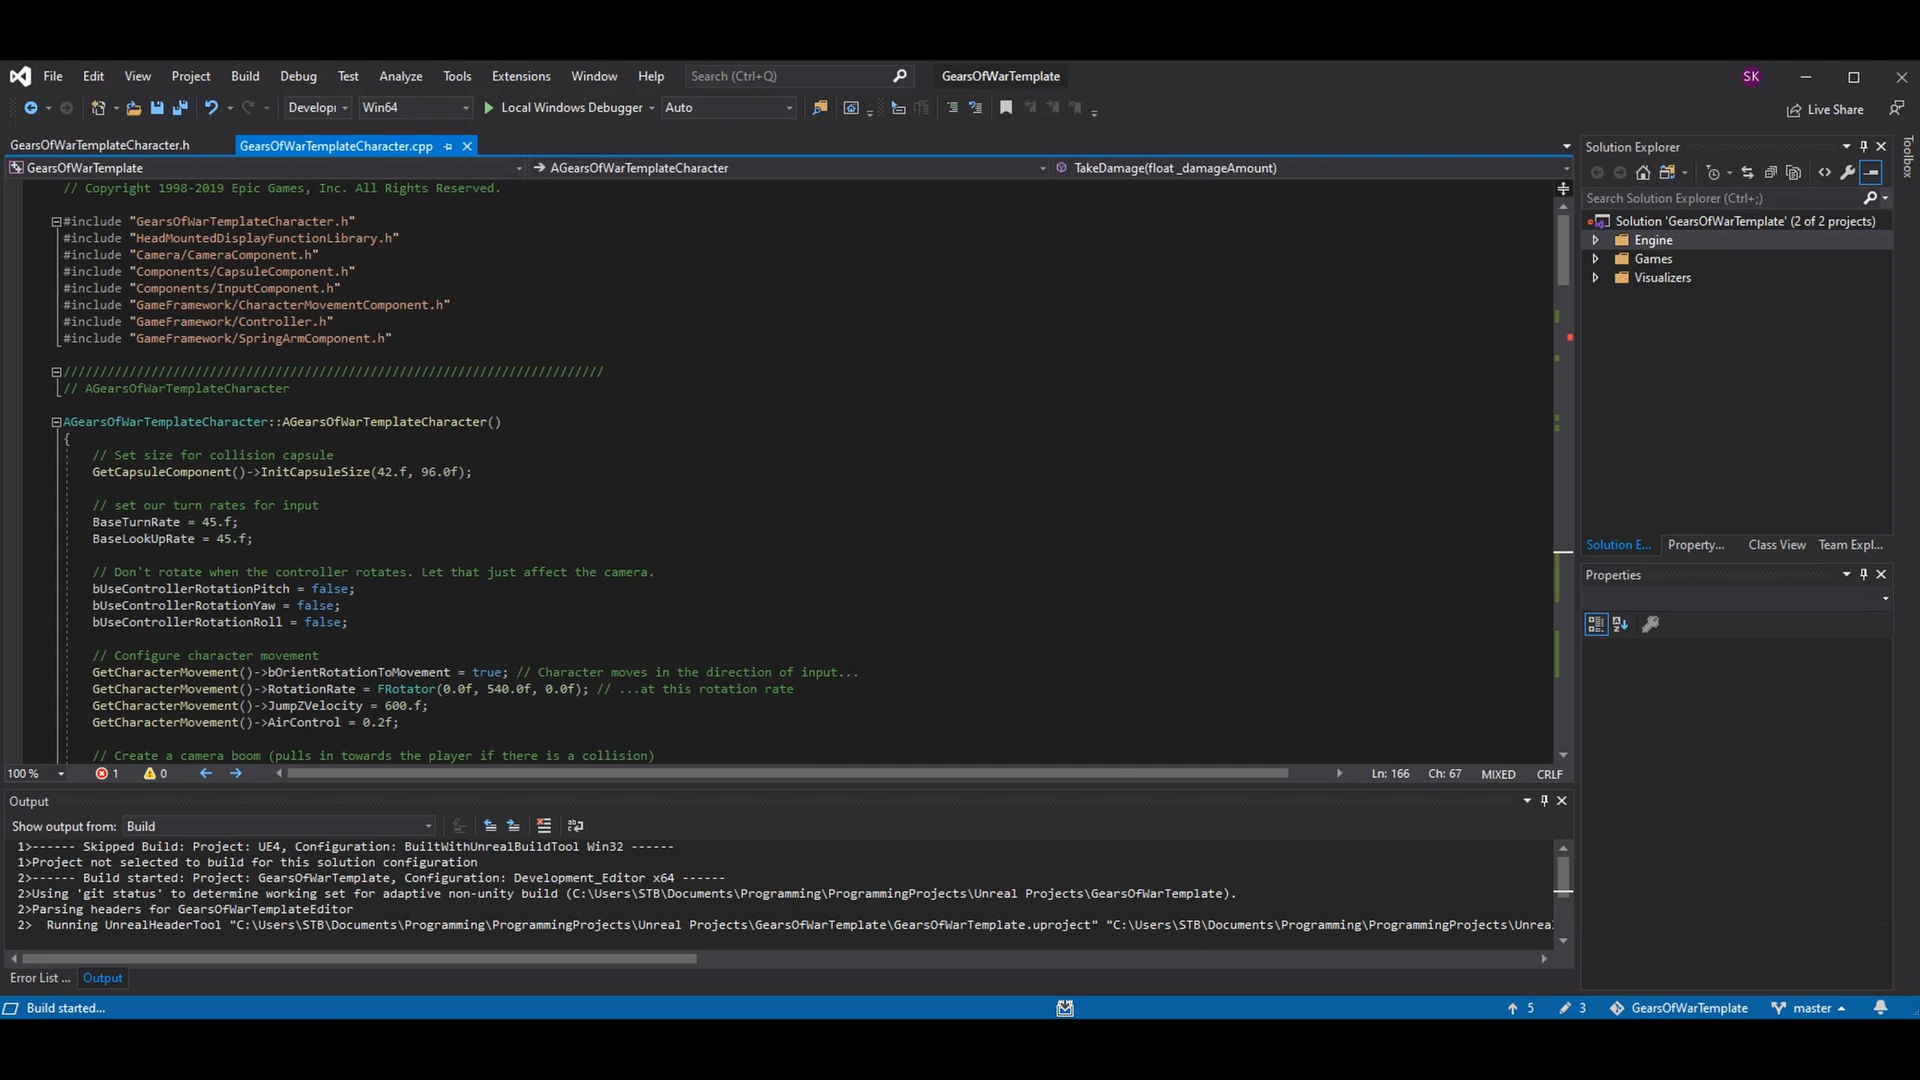 File Edit View Project Build Debug Test Analyze Tools Extensions Window Help Search (Ctrl+Q) GearsOfWarTemplate SK
Develop Win64 Local Windows Debugger Auto Live Share
GearsOfWarTemplateCharacter.h GearsOfWarTemplateCharacter.cpp
GearsOfWarTemplate AGearsOfWarTemplateCharacter TakeDamage(float _damageAmount)
// Copyright 1998-2019 Epic Games, Inc. All Rights Reserved.
#include "GearsOfWarTemplateCharacter.h"
#include "HeadMountedDisplayFunctionLibrary.h"
#include "Camera/CameraComponent.h"
#include "Components/CapsuleComponent.h"
#include "Components/InputComponent.h"
#include "GameFramework/CharacterMovementComponent.h"
#include "GameFramework/Controller.h"
#include "GameFramework/SpringArmComponent.h"
//////////////////////////////////////////////////////////////////////////
// AGearsOfWarTemplateCharacter
AGearsOfWarTemplateCharacter::AGearsOfWarTemplateCharacter()
{
// Set size for collision capsule
GetCapsuleComponent()->InitCapsuleSize(42.f, 96.0f);
// set our turn rates for input
BaseTurnRate = 45.f;
BaseLookUpRate = 45.f;
// Don't rotate when the controller rotates. Let that just affect the camera.
bUseControllerRotationPitch = false;
bUseControllerRotationYaw = false;
bUseControllerRotationRoll = false;
// Configure character movement
GetCharacterMovement()->bOrientRotationToMovement = true; // Character moves in the direction of input...
GetCharacterMovement()->RotationRate = FRotator(0.0f, 540.0f, 0.0f); // ...at this rotation rate
GetCharacterMovement()->JumpZVelocity = 600.f;
GetCharacterMovement()->AirControl = 0.2f;
// Create a camera boom (pulls in towards the player if there is a collision)
100 % 1 0 Ln: 166 Ch: 67 MIXED CRLF
Output
Show output from: Build
1>------ Skipped Build: Project: UE4, Configuration: BuiltWithUnrealBuildTool Win32 ------
1>Project not selected to build for this solution configuration
2>------ Build started: Project: GearsOfWarTemplate, Configuration: Development_Editor x64 ------
2>Using 'git status' to determine working set for adaptive non-unity build (C:\Users\STB\Documents\Programming\ProgrammingProjects\Unreal Projects\GearsOfWarTemplate).
2>Parsing headers for GearsOfWarTemplateEditor
2>  Running UnrealHeaderTool "C:\Users\STB\Documents\Programming\ProgrammingProjects\Unreal Projects\GearsOfWarTemplate\GearsOfWarTemplate.uproject" "C:\Users\STB\Documents\Programming\ProgrammingProjects\Unrea
Error List ... Output
Solution Explorer
Search Solution Explorer (Ctrl+;)
Solution 'GearsOfWarTemplate' (2 of 2 projects)
Engine
Games
Visualizers
Solution E... Property... Class View Team Expl...
Properties
Toolbox
Build started... 5 3 GearsOfWarTemplate master